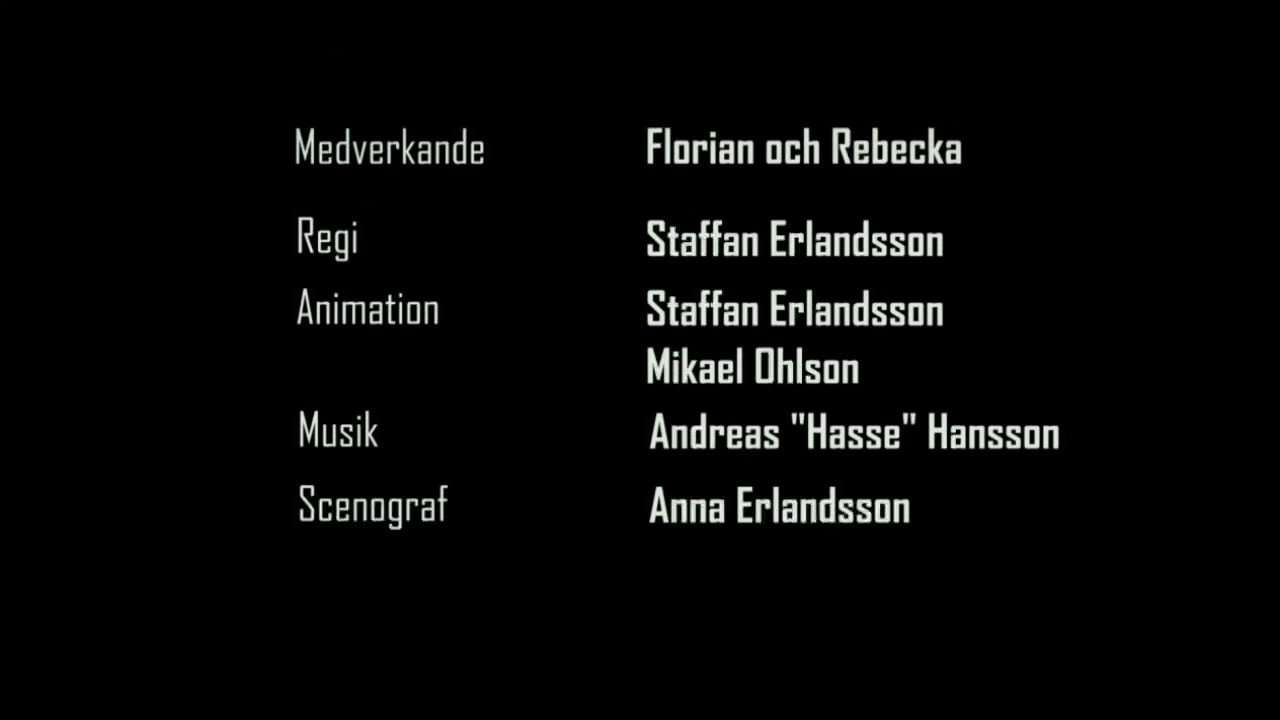 Medverkande Florian och Rebecka
Regi Staffan Erlandsson
Animation Staffan Erlandsson
Mikael Ohlson
Musik Andreas "Hasse" Hansson
Scenograf Anna Erlandsson